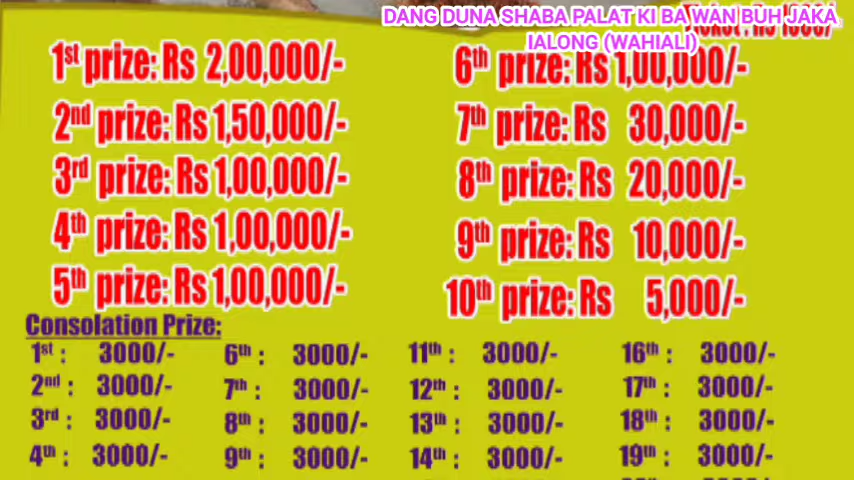 DANG DUNA SHABA PALAT KI BA WAN BUH JAKA
IALONG (WAHIALI)
1st prize: Rs 2,00,000/-
2nd prize: Rs 1,50,000/-
3rd prize: Rs 1,00,000/-
4th prize: Rs 1,00,000/-
5th prize: Rs 1,00,000/-
6th prize: Rs 1,00,000/-
7th prize: Rs 30,000/-
8th prize: Rs 20,000/-
9th prize: Rs 10,000/-
10th prize: Rs 5,000/-
Consolation Prize:
1st : 3000/-
2nd : 3000/-
3rd : 3000/-
4th : 3000/-
6th : 3000/-
7th : 3000/-
8th : 3000/-
9th : 3000/-
11th : 3000/-
12th : 3000/-
13th : 3000/-
14th : 3000/-
16th : 3000/-
17th : 3000/-
18th : 3000/-
19th : 3000/-